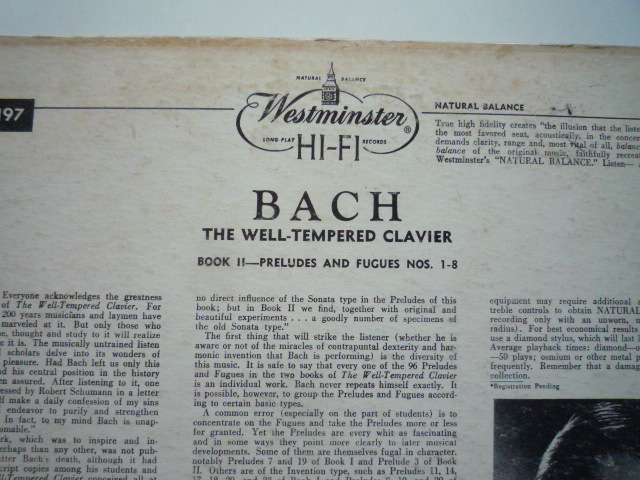 197
NATURAL BALANCE
Westminster®
LONG PLAY RECORDS
HI-FI
NATURAL BALANCE
True high fidelity creates "the illusion that the liste
the most favored seat, acoustically, in the concer
demands clarity, range and, most vital of all, balanc
balance of the original music, faithfully recrea
Westminster's "NATURAL BALANCE." Listen—
BACH
THE WELL-TEMPERED CLAVIER
BOOK II—PRELUDES AND FUGUES NOS. 1-8
Everyone acknowledges the greatness
of The Well-Tempered Clavier. For
200 years musicians and laymen have
marveled at it. But only those who
e, thought and study to it will realize
e it is. The musically untrained listen
scholars delve into its wonders of
pleasure. Had Bach left us only this
nd his central position in the history
en assured. After listening to it, one
essed by Robert Schumann in a letter
lf make a daily confession of my sins
endeavor to purify and strengthen
In fact, to my mind Bach is unap-
omable."
rk, which was to inspire and in-
erhaps than any other, was not pub-
after Bach's death, although it had
cript copies among his students and
no direct influence of the Sonata type in the Preludes of this
book; but in Book II we find, together with original and
beautiful experiments . . . a goodly number of specimens of
the old Sonata type."
The first thing that will strike the listener (whether he is
aware or not of the miracles of contrapuntal dexterity and har-
monic invention that Bach is performing) is the diversity of
this music. It is safe to say that every one of the 96 Preludes
and Fugues in the two books of The Well-Tempered Clavier
is an individual work. Bach never repeats himself exactly. It is
possible, however, to group the Preludes and Fugues accord-
ing to certain basic types.
A common error (especially on the part of students) is to
concentrate on the Fugues and take the Preludes more or less
for granted. Yet the Preludes are every whit as fascinating
and in some ways they point more clearly to later musical
developments. Some of them are themselves fugal in character.
notably Preludes 7 and 19 of Book I and Prelude 3 of Book
II. Others are of the Invention type, such as Preludes 11, 14,
equipment may require additional
treble controls to obtain NATURAL
recording only with an unworn,
radius). For best economical results
use a diamond stylus, which will last
Average playback times: diamond—o
—50 plays; osmium or other metal p
frequently. Remember that a damag
collection.
*Registration Pending